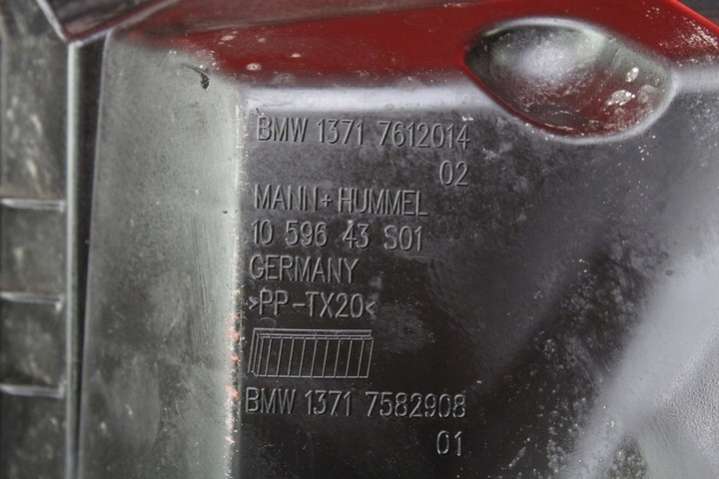 BMW 1371 7612014
02
MANN+HUMMEL
10 596 43 S01
GERMANY
>PP-TX20<
BMW 1371 7582908
01